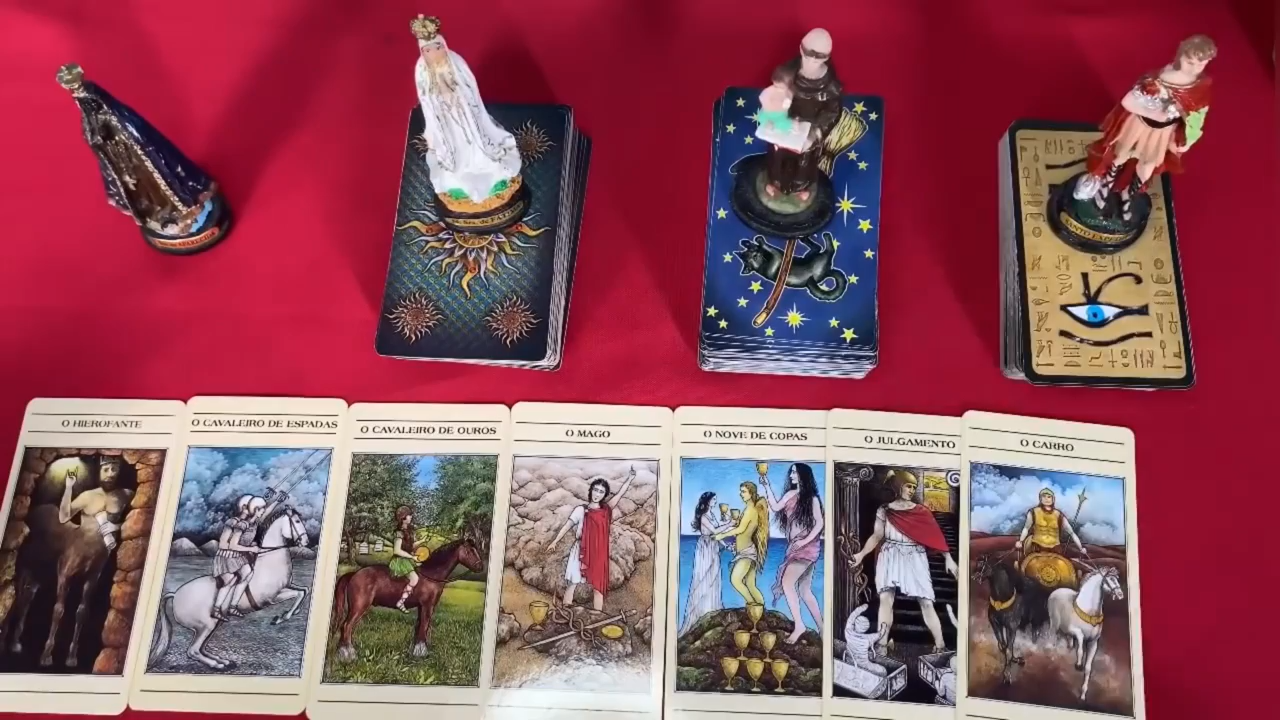 O HIEROFANTE
O CAVALEIRO DE ESPADAS
O CAVALEIRO DE OUROS
O MAGO
O NOVE DE COPAS
O JULGAMENTO
O CARRO